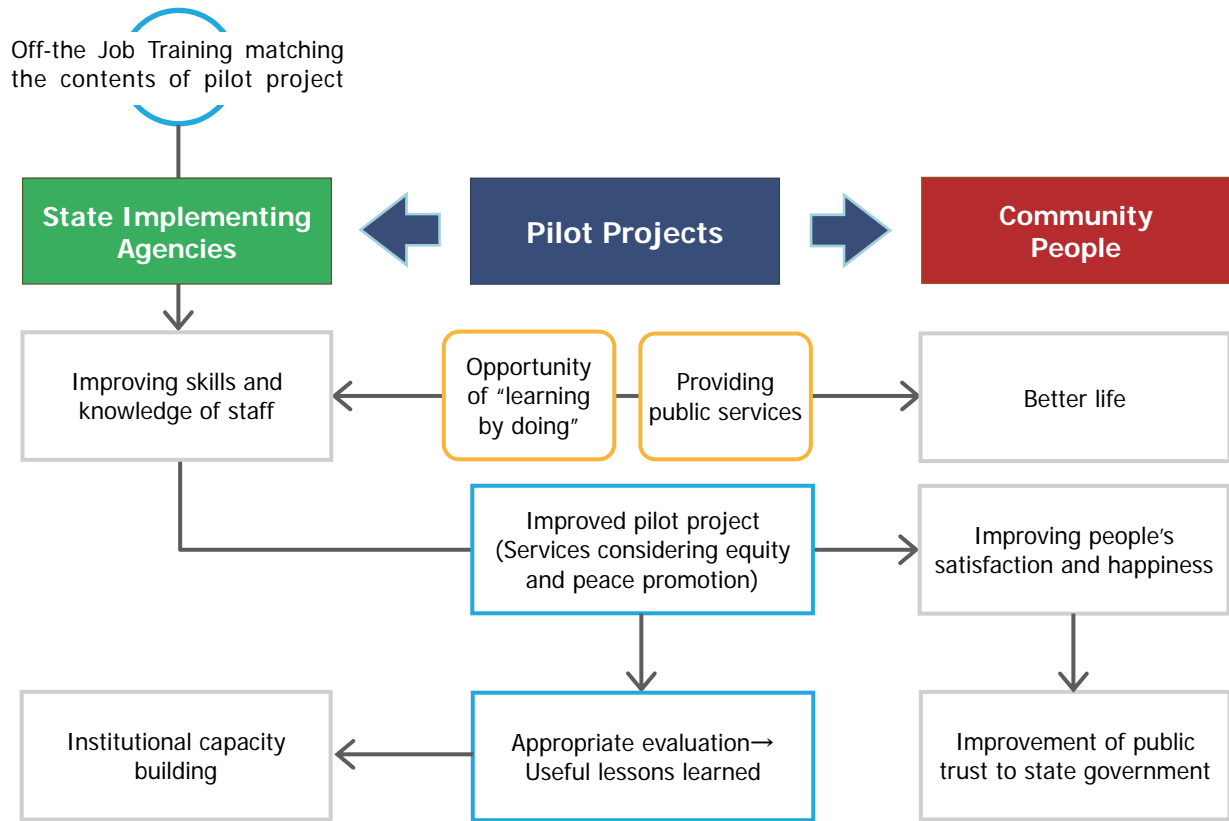 Off-the Job Training matching
the contents of pilot project
State Implementing
Agencies
Pilot Projects
Community
People
Improving skills and
knowledge of staff
Opportunity
of “learning
by doing”
Providing
public services
Better life
Improved pilot project
(Services considering equity
and peace promotion)
Improving people’s
satisfaction and happiness
Institutional capacity
building
Appropriate evaluation→
Useful lessons learned
Improvement of public
trust to state government